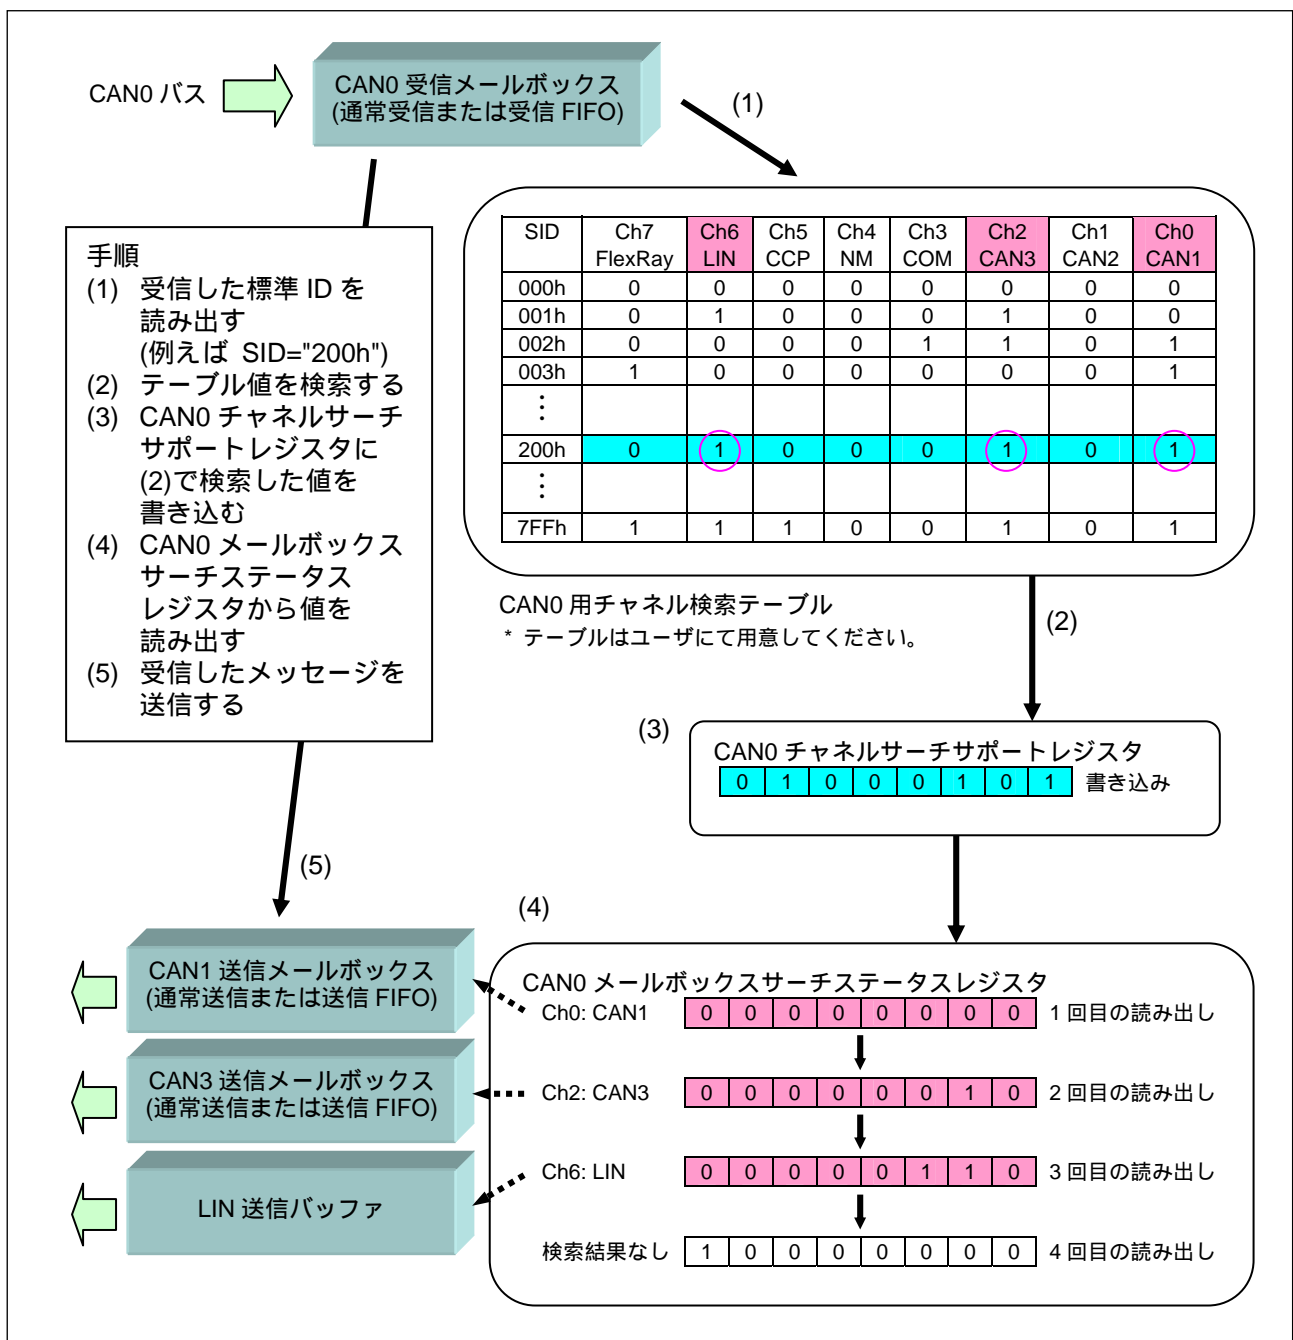 CAN0 バス
CAN0 受信メールボックス
(通常受信または受信 FIFO)
(1)
手順
(1) 受信した標準 ID を
読み出す
(例えば SID="200h")
(2) テーブル値を検索する
(3) CAN0 チャネルサーチ
サポートレジスタに
(2)で検索した値を
書き込む
(4) CAN0 メールボックス
サーチステータス
レジスタから値を
読み出す
(5) 受信したメッセージを
送信する
SID Ch7 Ch6 Ch5 Ch4 Ch3 Ch2 Ch1 Ch0
FlexRay LIN CCP NM COM CAN3 CAN2 CAN1
000h 0 0 0 0 0 0 0 0
001h 0 1 0 0 0 1 0 0
002h 0 0 0 0 1 1 0 1
003h 1 0 0 0 0 0 0 1
⋮
200h 0 1 0 0 0 1 0 1
⋮
7FFh 1 1 1 0 0 1 0 1
CAN0 用チャネル検索テーブル
* テーブルはユーザにて用意してください。
(2)
(3)
CAN0 チャネルサーチサポートレジスタ
0 1 0 0 0 1 0 1 書き込み
(5)
(4)
CAN1 送信メールボックス
(通常送信または送信 FIFO)
CAN3 送信メールボックス
(通常送信または送信 FIFO)
LIN 送信バッファ
CAN0 メールボックスサーチステータスレジスタ
Ch0: CAN1 0 0 0 0 0 0 0 0 1 回目の読み出し
Ch2: CAN3 0 0 0 0 0 0 1 0 2 回目の読み出し
Ch6: LIN 0 0 0 0 0 1 1 0 3 回目の読み出し
検索結果なし 1 0 0 0 0 0 0 0 4 回目の読み出し